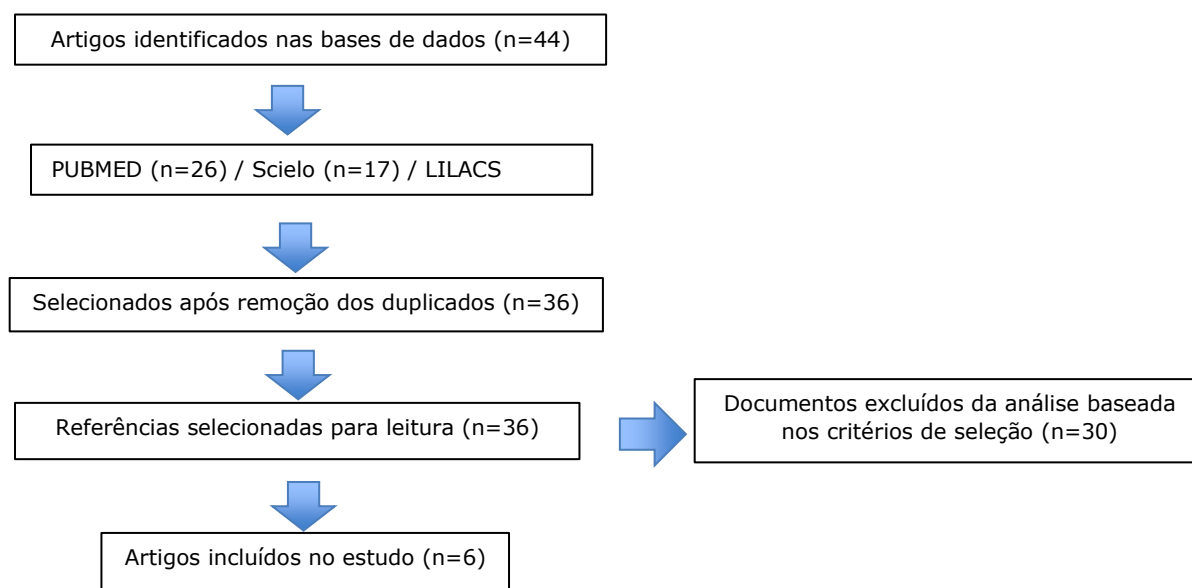 Artigos identificados nas bases de dados (n=44)
PUBMED (n=26) / Scielo (n=17) / LILACS
Selecionados após remoção dos duplicados (n=36)
Referências selecionadas para leitura (n=36)
Documentos excluídos da análise baseada
nos critérios de seleção (n=30)
Artigos incluídos no estudo (n=6)